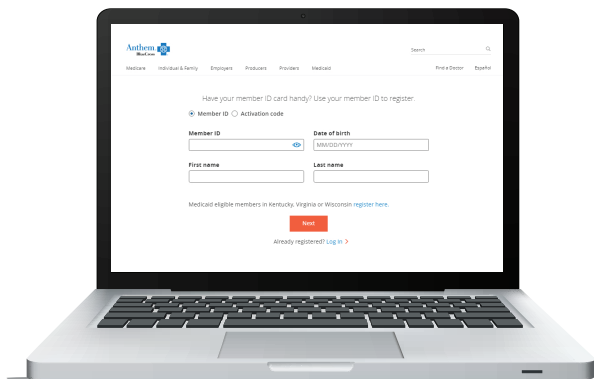 Anthem
BlueCross
Search
Medicare Individual & Family Employers Producers Providers Medicaid Find a Doctor Español
Have your member ID card handy? Use your member ID to register.
Member ID Activation code
Member ID Date of birth
MM/DD/YYYY
First name Last name
Medicaid eligible members in Kentucky, Virginia or Wisconsin register here.
Next
Already registered? Log in >